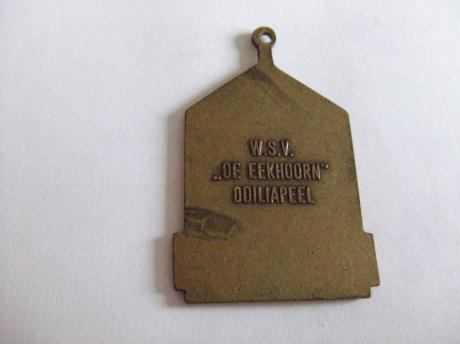 W.S.V.
„DE EEKHOORN"
ODILIAPEEL